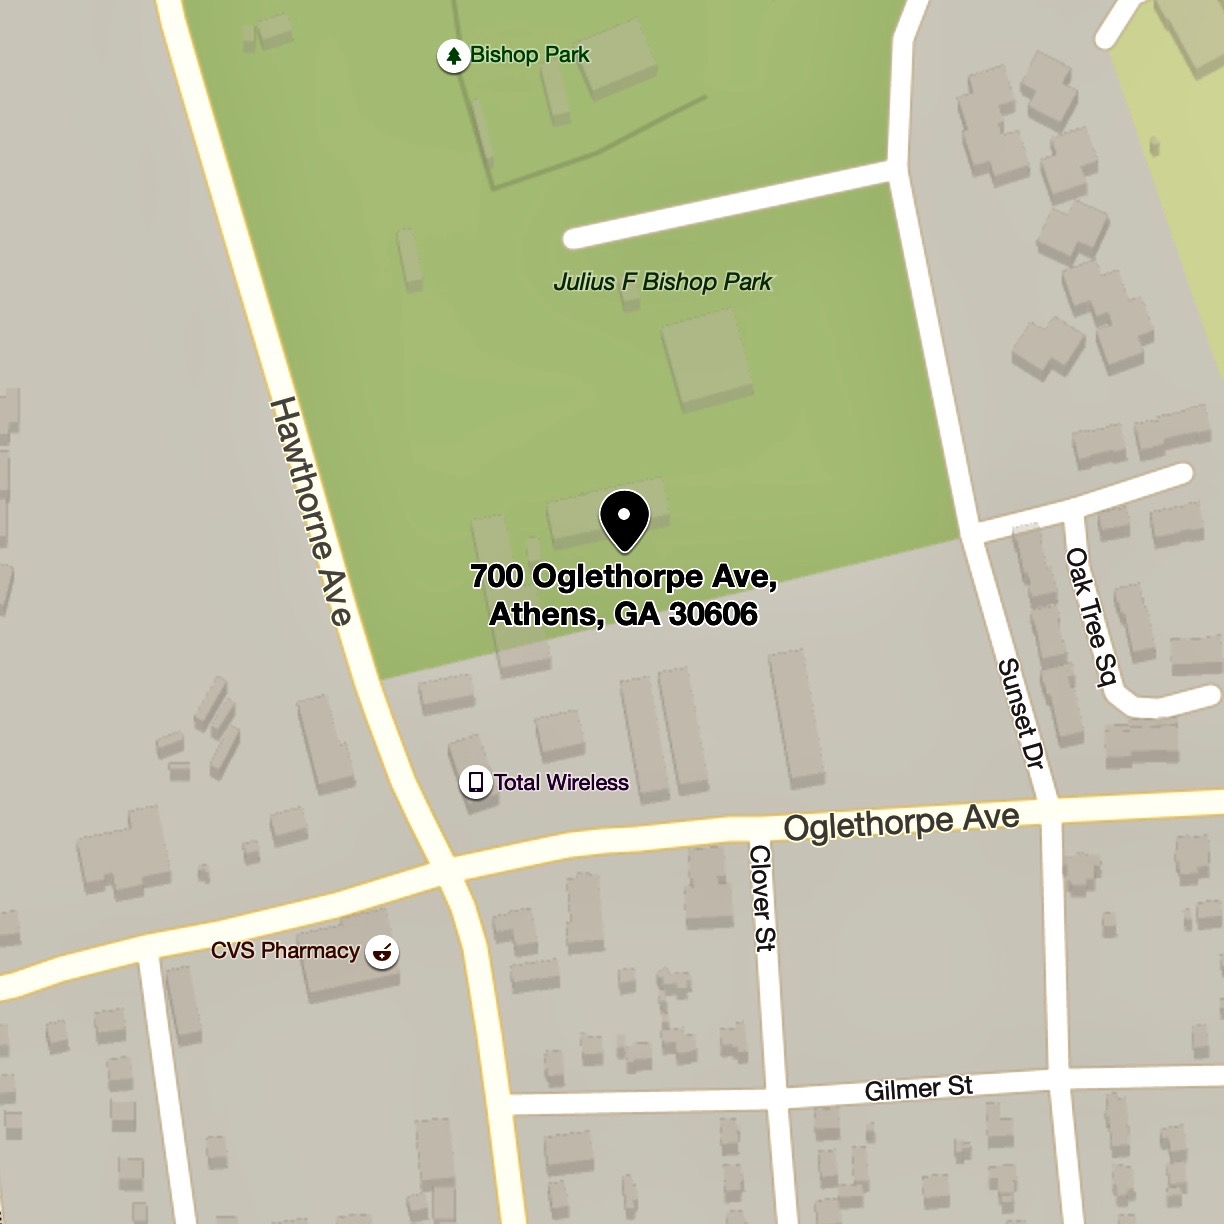 Bishop Park
Julius F Bishop Park
Hawthorne Ave
700 Oglethorpe Ave,
Athens, GA 30606
Oak Tree Sq
Sunset Dr
Total Wireless
Oglethorpe Ave
Clover St
CVS Pharmacy
Gilmer St